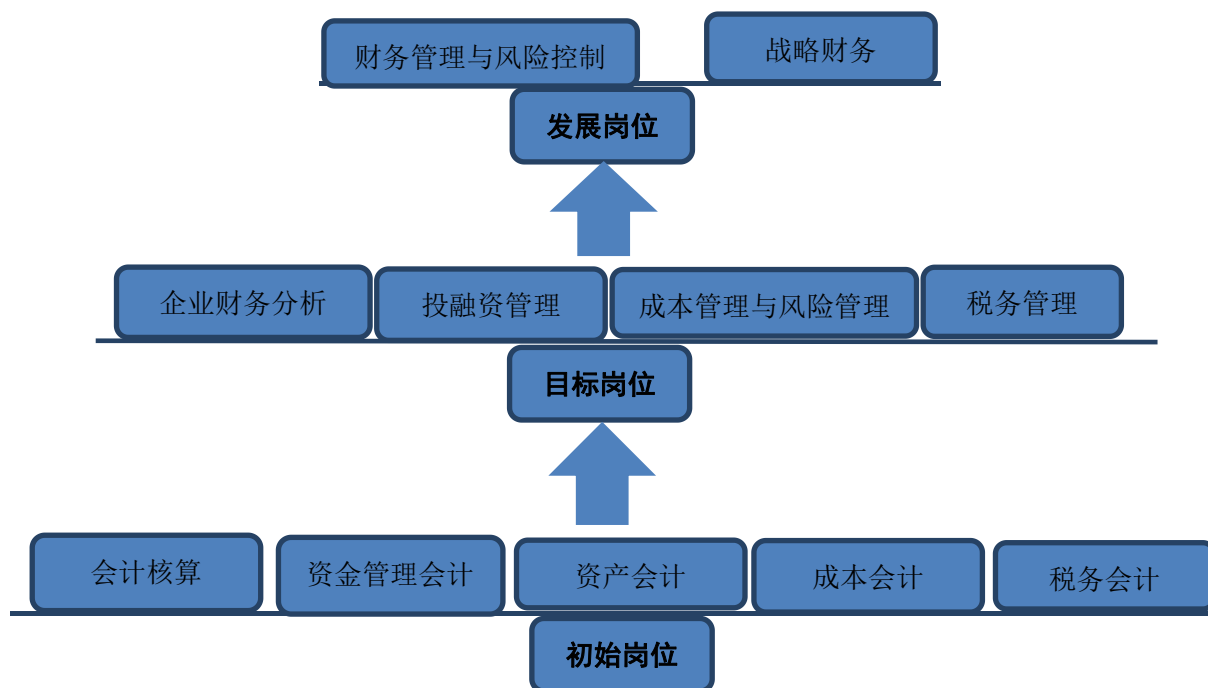 财务管理与风险控制
战略财务
发展岗位
企业财务分析
投融资管理
成本管理与风险管理
税务管理
目标岗位
会计核算
资金管理会计
资产会计
成本会计
税务会计
初始岗位